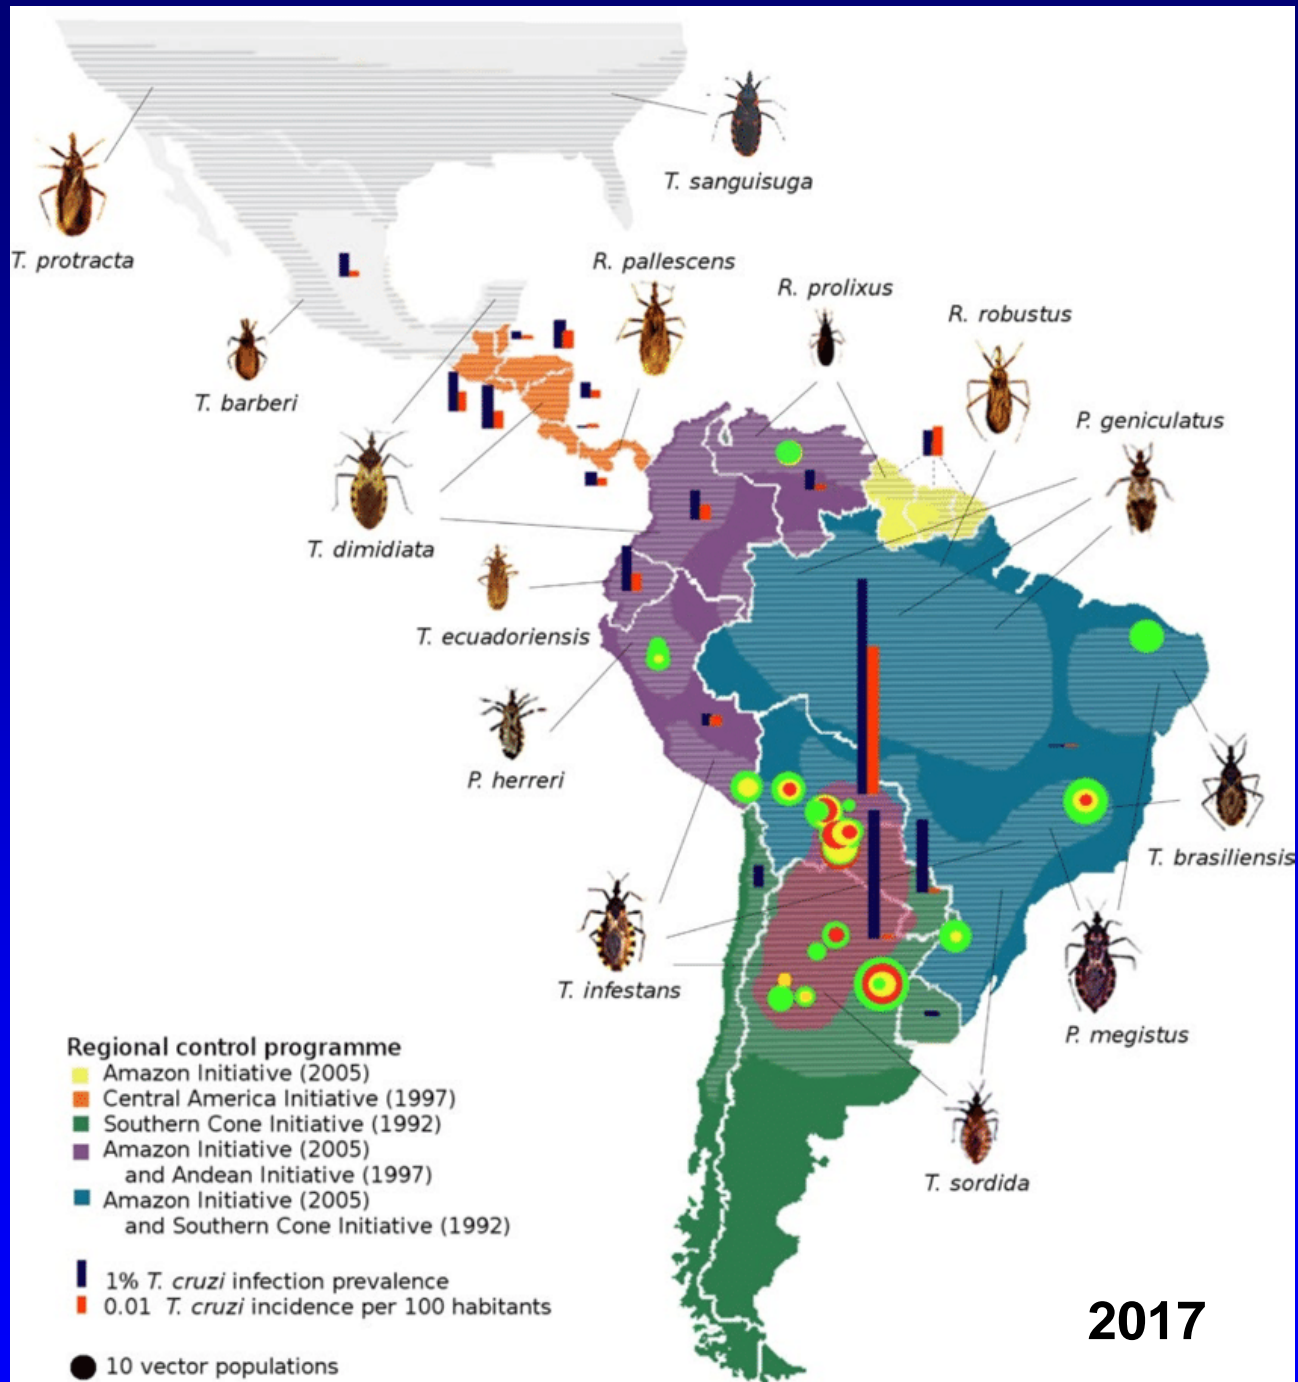 T. sanguisuga
T. protracta
R. pallescens
R. prolixus
R. robustus
T. barberi
P. geniculatus
T. dimidiata
T. ecuadoriensis
P. herreri
T. brasiliensis
T. infestans
P. megistus
T. sordida
Regional control programme
Amazon Initiative (2005)
Central America Initiative (1997)
Southern Cone Initiative (1992)
Amazon Initiative (2005)
and Andean Initiative (1997)
Amazon Initiative (2005)
and Southern Cone Initiative (1992)
1% T. cruzi infection prevalence
0.01 T. cruzi incidence per 100 habitants
10 vector populations
2017